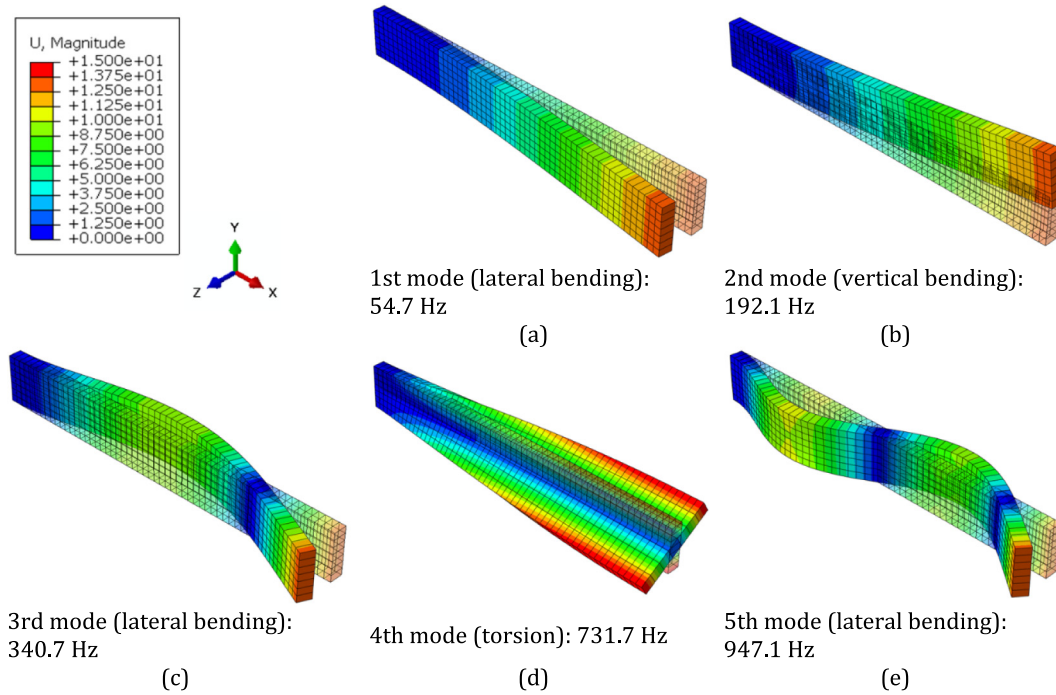 U, Magnitude
+1.500e+01
+1.375e+01
+1.250e+01
+1.125e+01
+1.000e+01
+8.750e+00
+7.500e+00
+6.250e+00
+5.000e+00
+3.750e+00
+2.500e+00
+1.250e+00
+0.000e+00
Y
Z
X
1st mode (lateral bending):
54.7 Hz
(a)
2nd mode (vertical bending):
192.1 Hz
(b)
3rd mode (lateral bending):
340.7 Hz
(c)
4th mode (torsion): 731.7 Hz
(d)
5th mode (lateral bending):
947.1 Hz
(e)